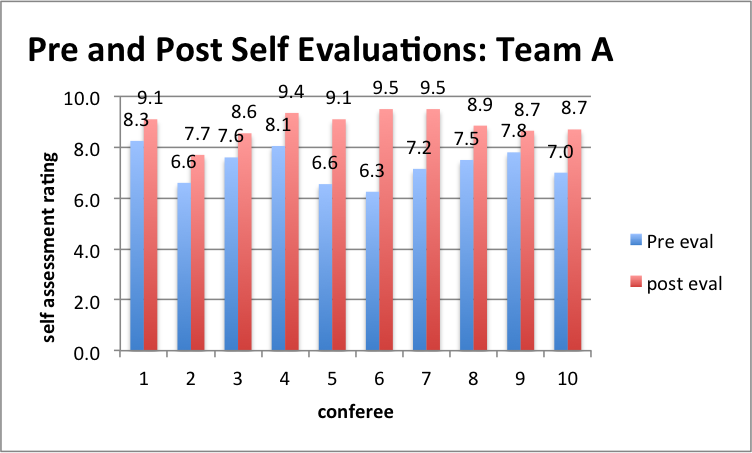 Pre and Post Self Evaluations: Team A
self assessment rating
10.0
8.0
6.0
4.0
2.0
0.0
8.3 9.1
6.6 7.7
7.6 8.6
8.1 9.4
6.6 9.1
6.3 9.5
7.2 9.5
7.5 8.9
7.8 8.7
7.0 8.7
1 2 3 4 5 6 7 8 9 10
conferee
Pre eval
post eval